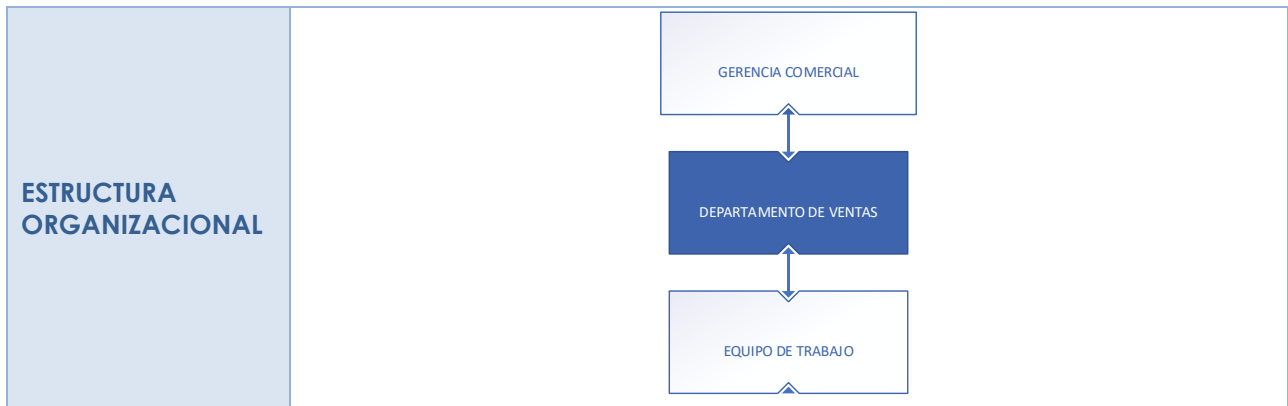 ESTRUCTURA
ORGANIZACIONAL
GERENCIA COMERCIAL
DEPARTAMENTO DE VENTAS
EQUIPO DE TRABAJO